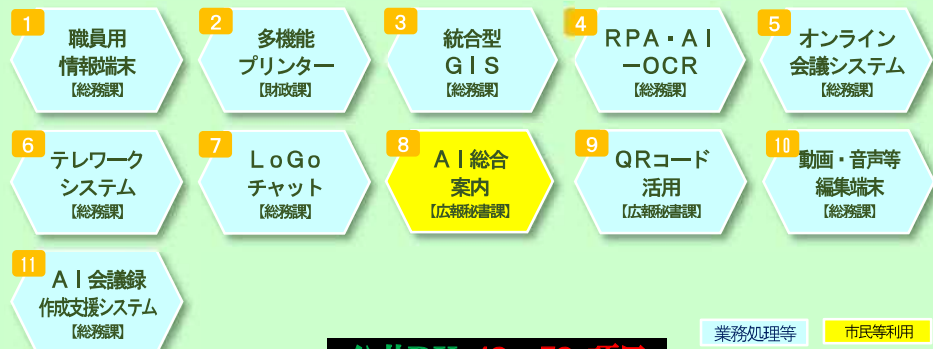 1
職員用
情報端末
【総務課】
2
多機能
プリンター
【財政課】
3
統合型
GIS
【総務課】
4
RPA・AI
－OCR
【総務課】
5
オンライン
会議システム
【総務課】
6
テレワーク
システム
【総務課】
7
LoGo
チャット
【総務課】
8
AI総合
案内
【広報秘書課】
9
QRコード
活用
【広報秘書課】
10
動画・音声等
編集端末
【総務課】
11
AI会議録
作成支援システム
【総務課】
業務処理等
市民等利用